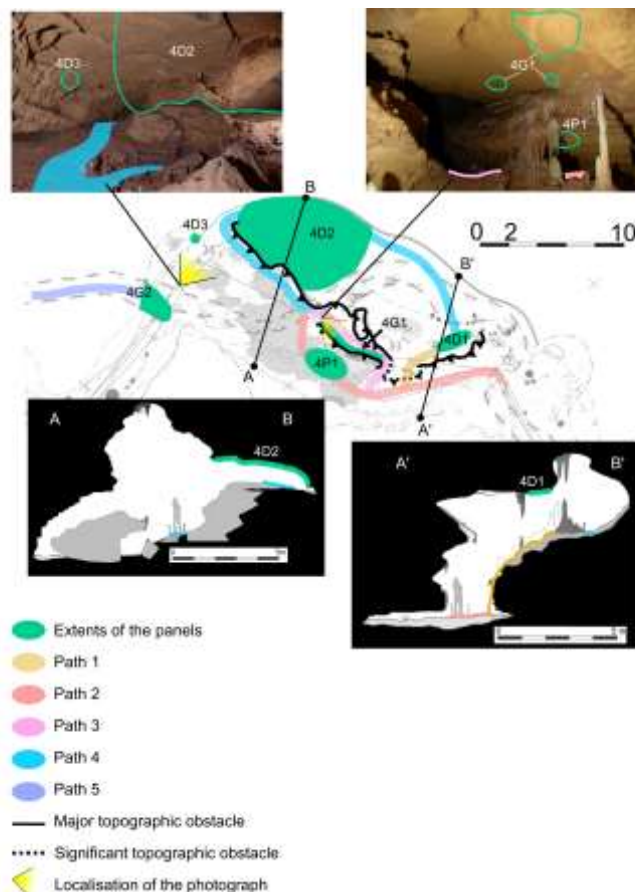 4D3
4D2
4G1
4P1
B
4D3
4D2
0 2 10
B'
4G2
4G1
4D1
4P1
A
A'
A B
4D2
A' B'
4D1
Extents of the panels
Path 1
Path 2
Path 3
Path 4
Path 5
Major topographic obstacle
Significant topographic obstacle
Localisation of the photograph